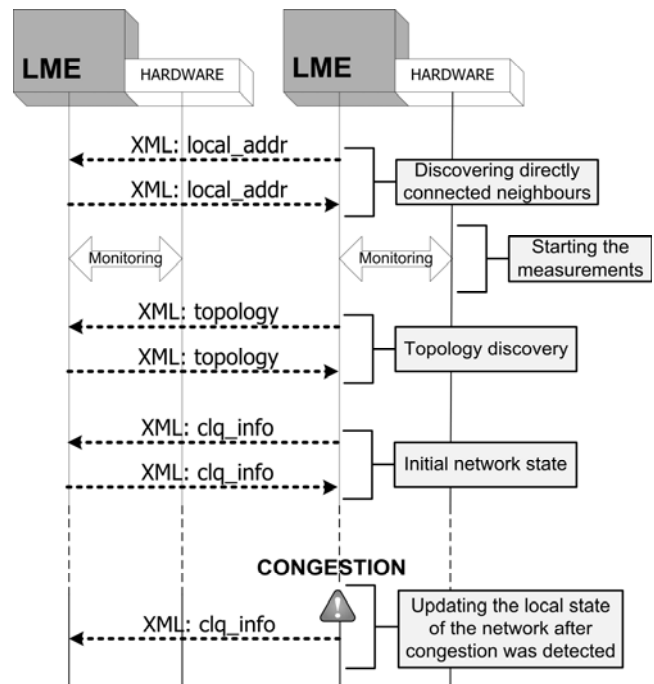 LME
HARDWARE
LME
HARDWARE
XML: local_addr
XML: local_addr
Discovering directly
connected neighbours
Monitoring
Monitoring
Starting the
measurements
XML: topology
XML: topology
Topology discovery
XML: clq_info
XML: clq_info
Initial network state
CONGESTION
XML: clq_info
Updating the local state
of the network after
congestion was detected